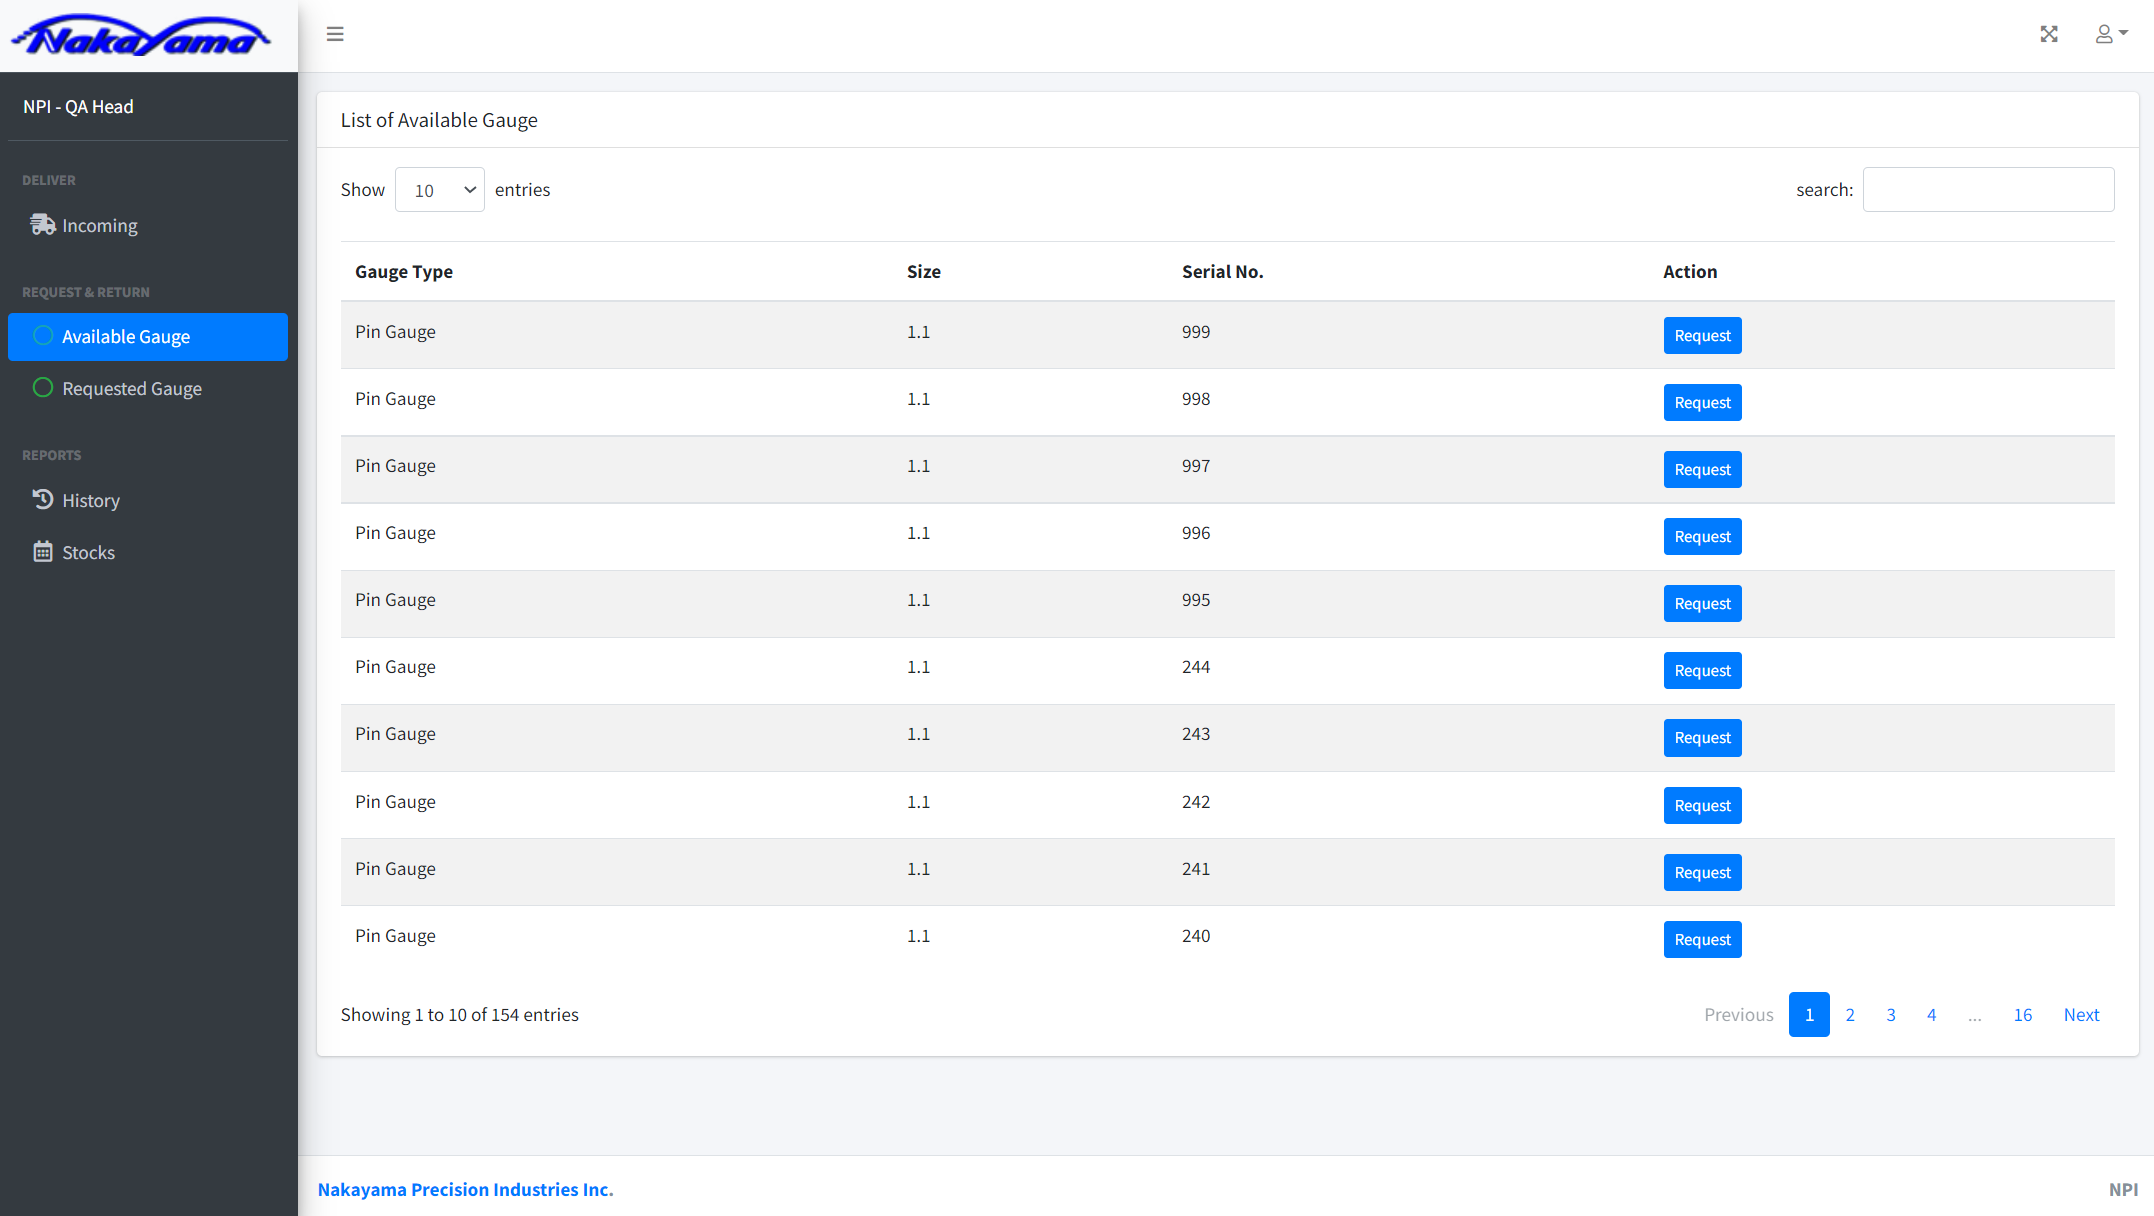 Nakayama
NPI - QA Head
DELIVER
Incoming
REQUEST & RETURN
Available Gauge
Requested Gauge
REPORTS
History
Stocks
List of Available Gauge
Show 10 entries
search:
Gauge Type Size Serial No. Action
Pin Gauge 1.1 999 Request
Pin Gauge 1.1 998 Request
Pin Gauge 1.1 997 Request
Pin Gauge 1.1 996 Request
Pin Gauge 1.1 995 Request
Pin Gauge 1.1 244 Request
Pin Gauge 1.1 243 Request
Pin Gauge 1.1 242 Request
Pin Gauge 1.1 241 Request
Pin Gauge 1.1 240 Request
Showing 1 to 10 of 154 entries
Previous 1 2 3 4 ... 16 Next
Nakayama Precision Industries Inc.
NPI